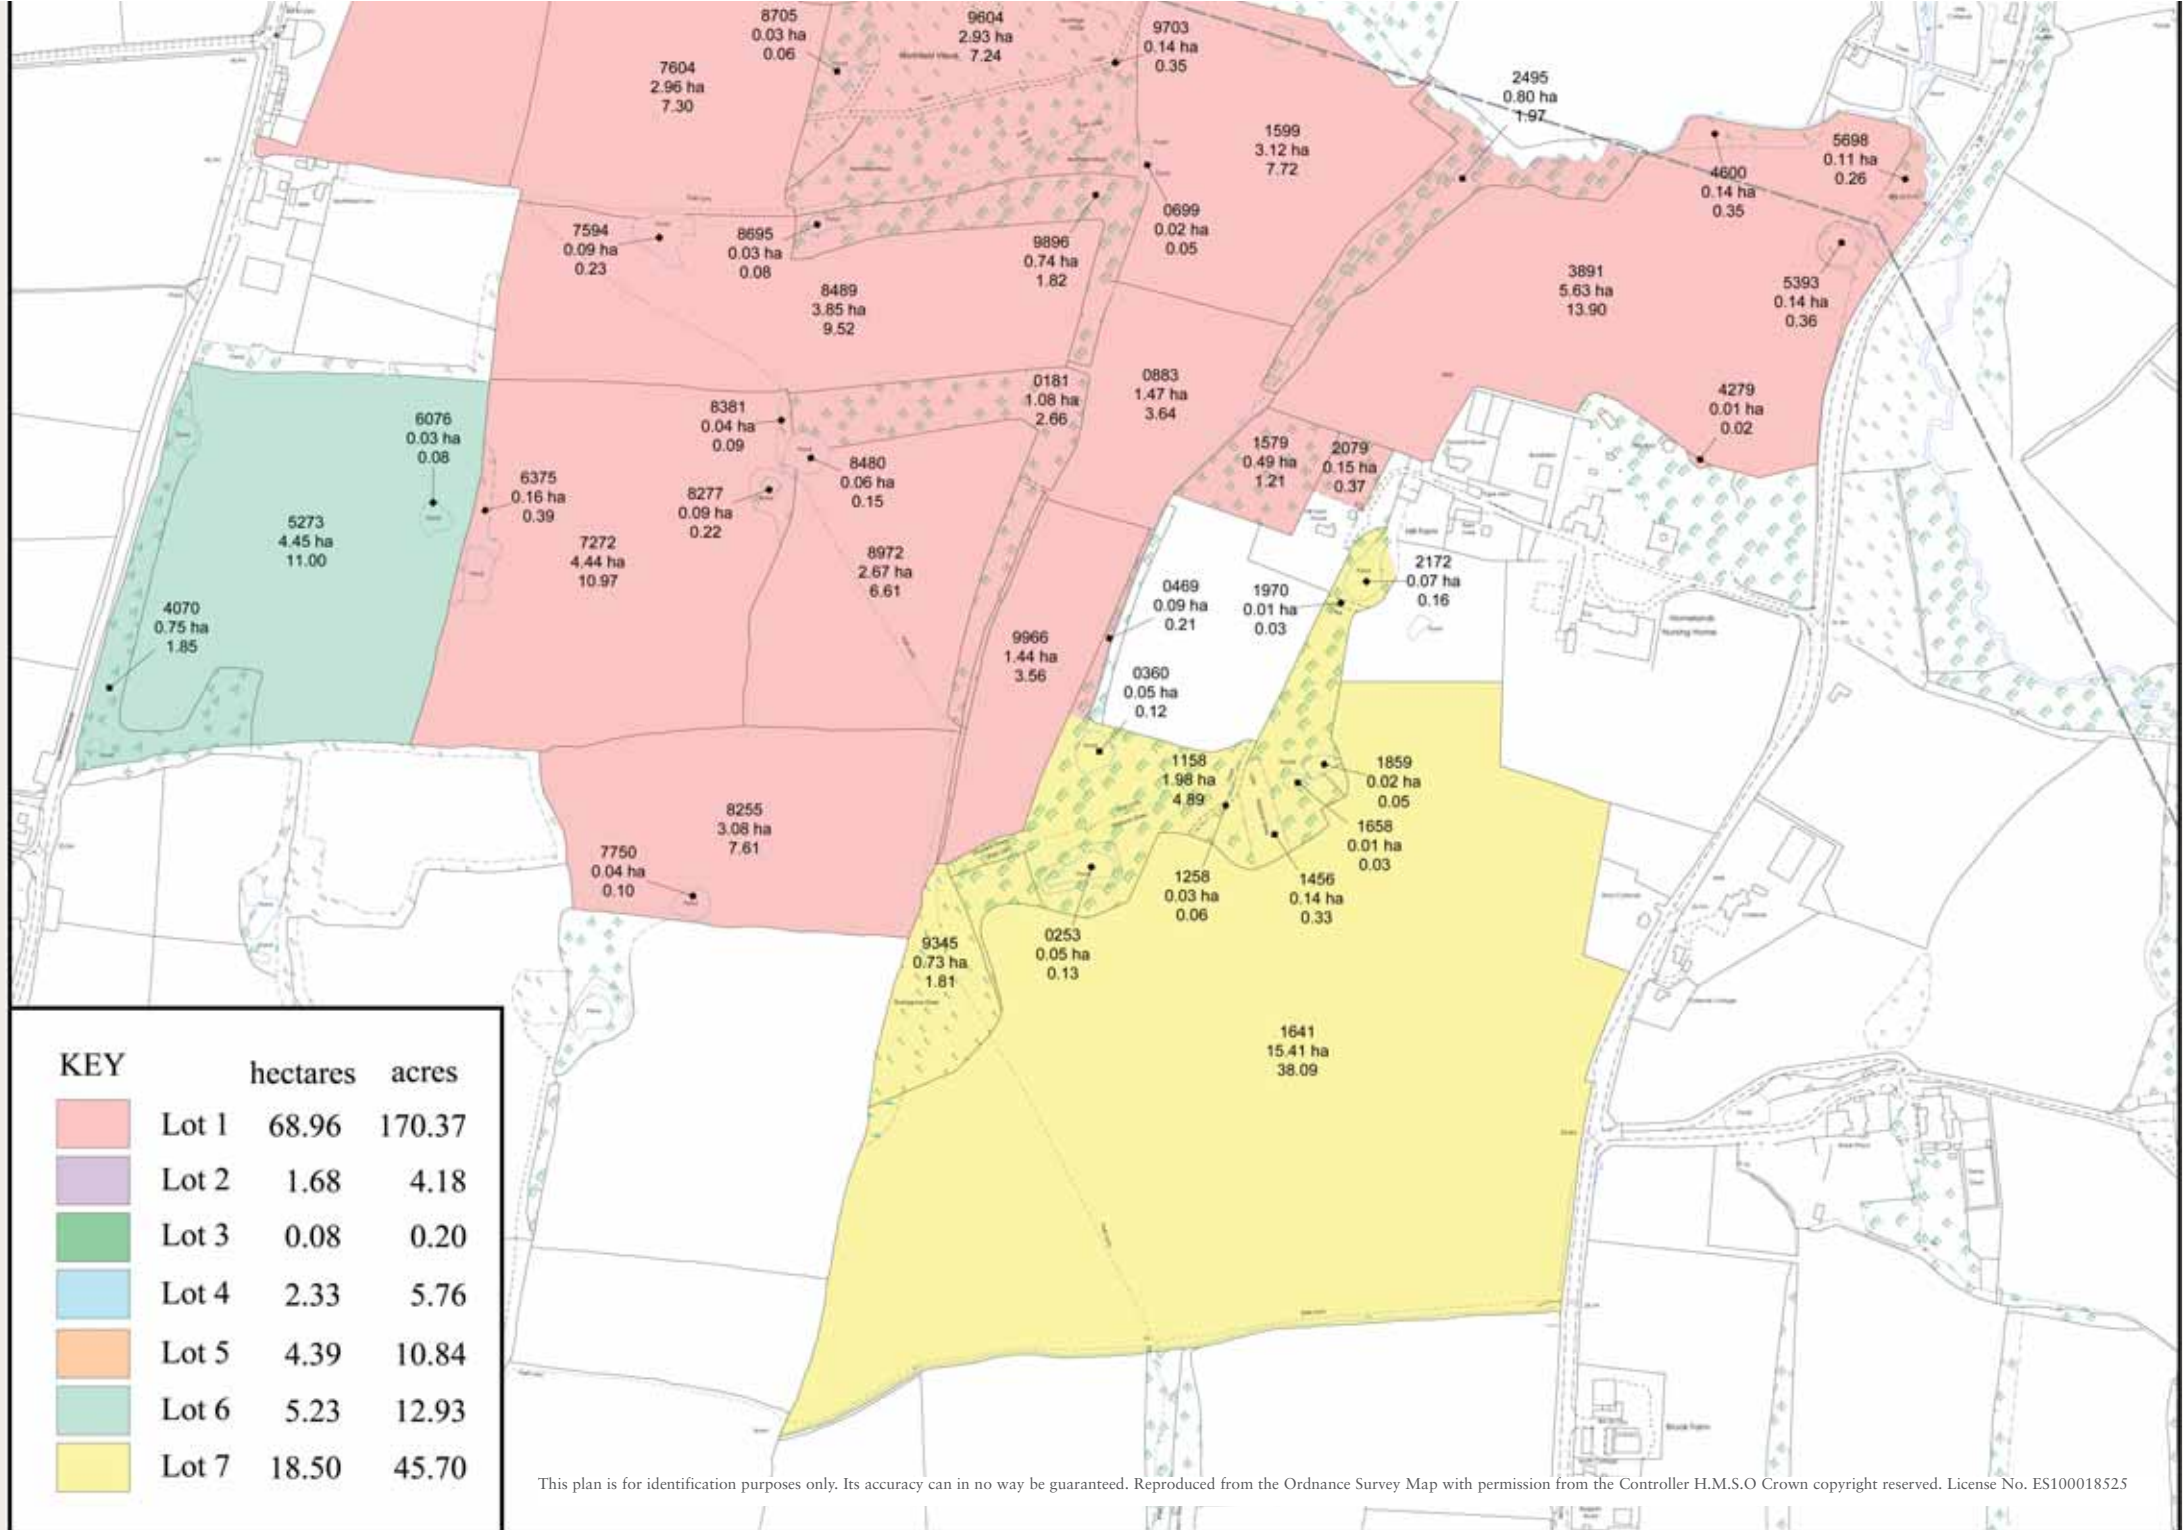 8705
0.03 ha
0.06
9604
2.93 ha
7.24
9703
0.14 ha
0.35
7604
2.96 ha
7.30
2495
0.80 ha
1.97
1599
3.12 ha
7.72
5698
0.11 ha
0.26
4600
0.14 ha
0.35
0699
0.02 ha
0.05
7594
0.09 ha
0.23
8695
0.03 ha
0.08
9896
0.74 ha
1.82
8489
3.85 ha
9.52
3891
5.63 ha
13.90
5393
0.14 ha
0.36
0181
1.08 ha
2.66
0883
1.47 ha
3.64
4279
0.01 ha
0.02
6076
0.03 ha
0.08
8381
0.04 ha
0.09
6375
0.16 ha
0.39
8277
0.09 ha
0.22
8480
0.06 ha
0.15
1579
0.49 ha
1.21
2079
0.15 ha
0.37
5273
4.45 ha
11.00
7272
4.44 ha
10.97
8972
2.67 ha
6.61
Hill Farm
2172
0.07 ha
0.16
0469
0.09 ha
0.21
1970
0.01 ha
0.03
4070
0.75 ha
1.85
Homelands
Nursing Home
9966
1.44 ha
3.56
0360
0.05 ha
0.12
1158
1.98 ha
4.89
1859
0.02 ha
0.05
8255
3.08 ha
7.61
1658
0.01 ha
0.03
7750
0.04 ha
0.10
1258
0.03 ha
0.06
1456
0.14 ha
0.33
9345
0.73 ha
1.81
0253
0.05 ha
0.13
1641
15.41 ha
38.09
Brook Farm
KEY
hectares acres
Lot 1 68.96 170.37
Lot 2 1.68 4.18
Lot 3 0.08 0.20
Lot 4 2.33 5.76
Lot 5 4.39 10.84
Lot 6 5.23 12.93
Lot 7 18.50 45.70
This plan is for identification purposes only. Its accuracy can in no way be guaranteed. Reproduced from the Ordnance Survey Map with permission from the Controller H.M.S.O Crown copyright reserved. License No. ES100018525